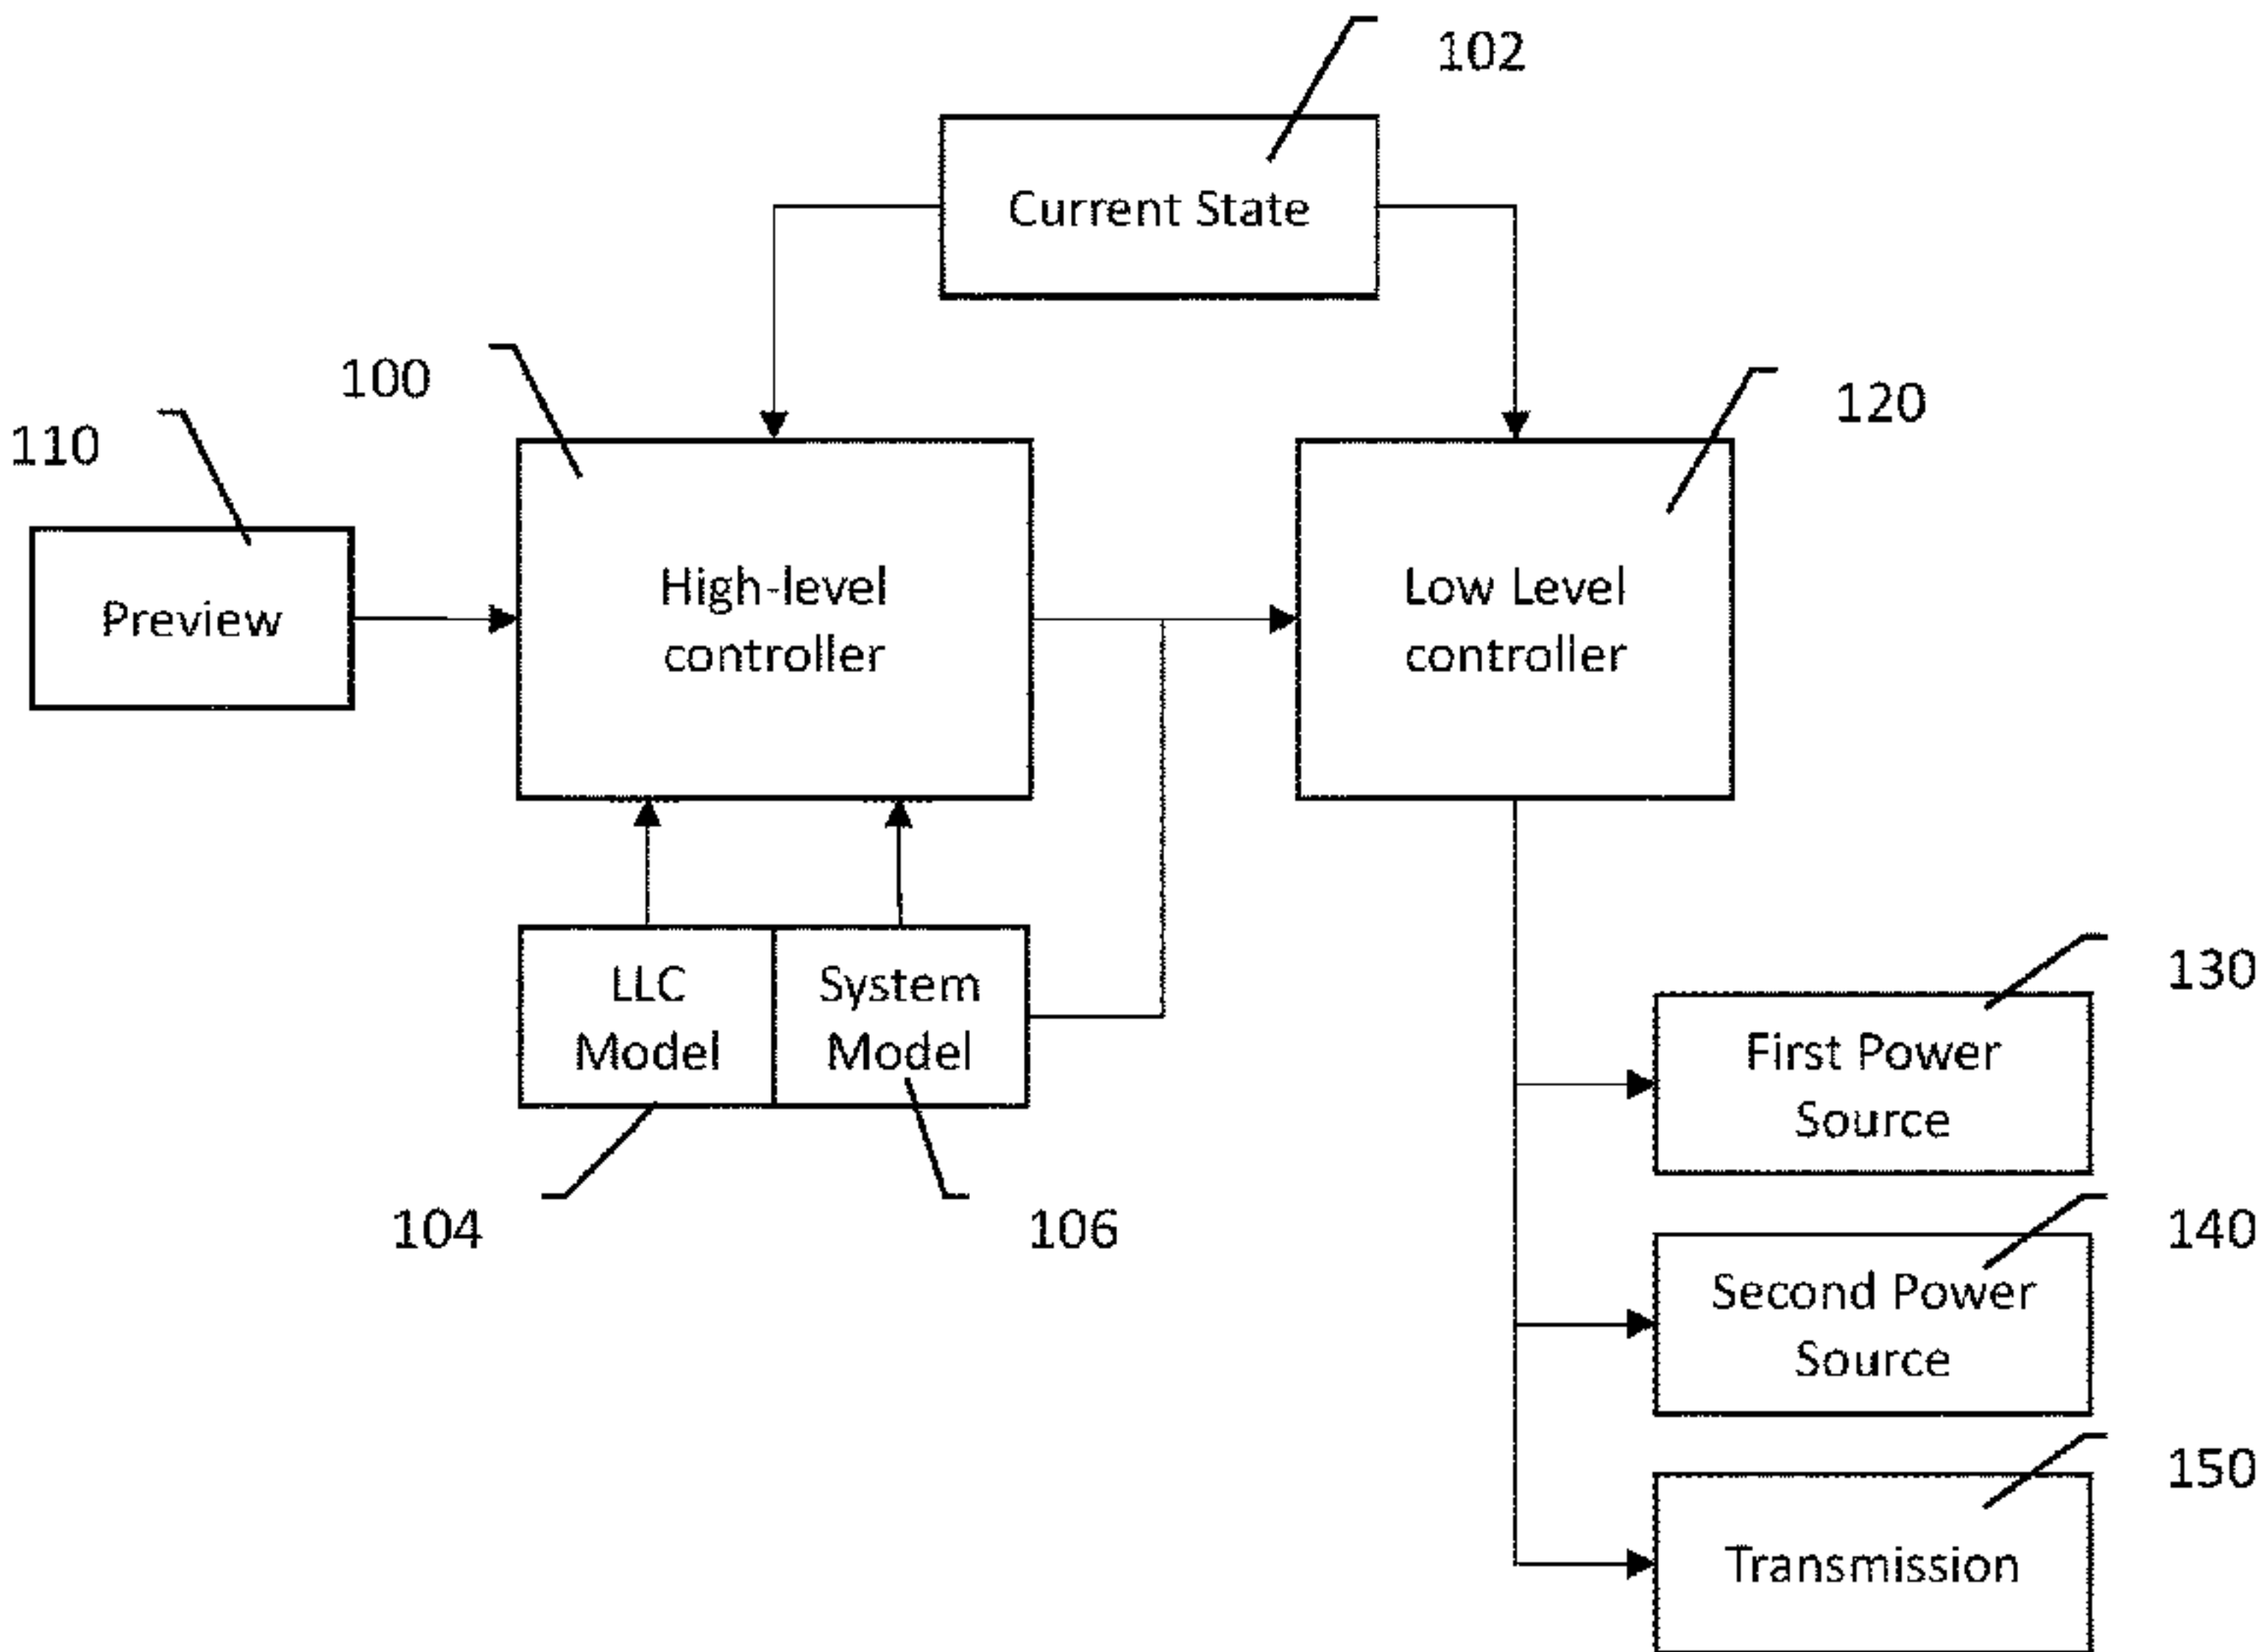 102
Current State
100
120
110
High-level
controller
Low Level
controller
Preview
LLC
Model
System
Model
130
First Power
Source
104
106
140
Second Power
Source
150
Transmission